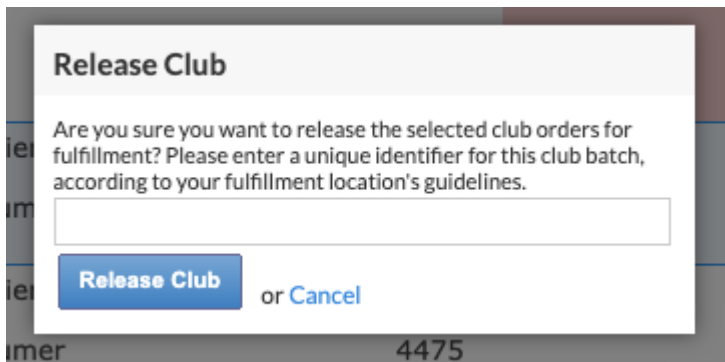 Release Club
Are you sure you want to release the selected club orders for
fulfillment? Please enter a unique identifier for this club batch,
according to your fulfillment location's guidelines.
Release Club
or Cancel
4475